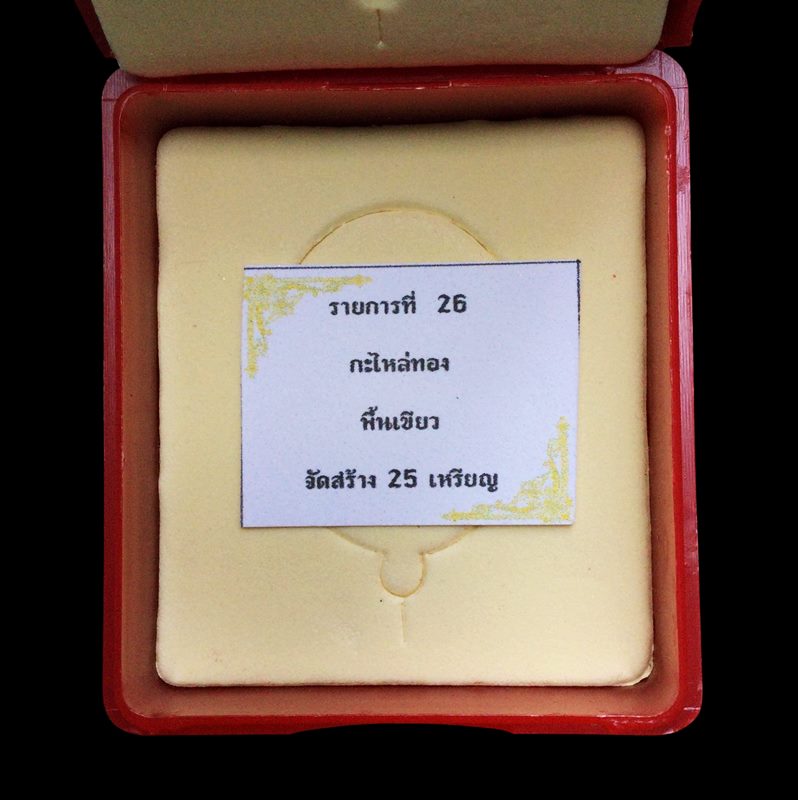 รายการที่ 26
กะไหล่ทอง
พื้นเขียว
จัดสร้าง 25 เหรียญ